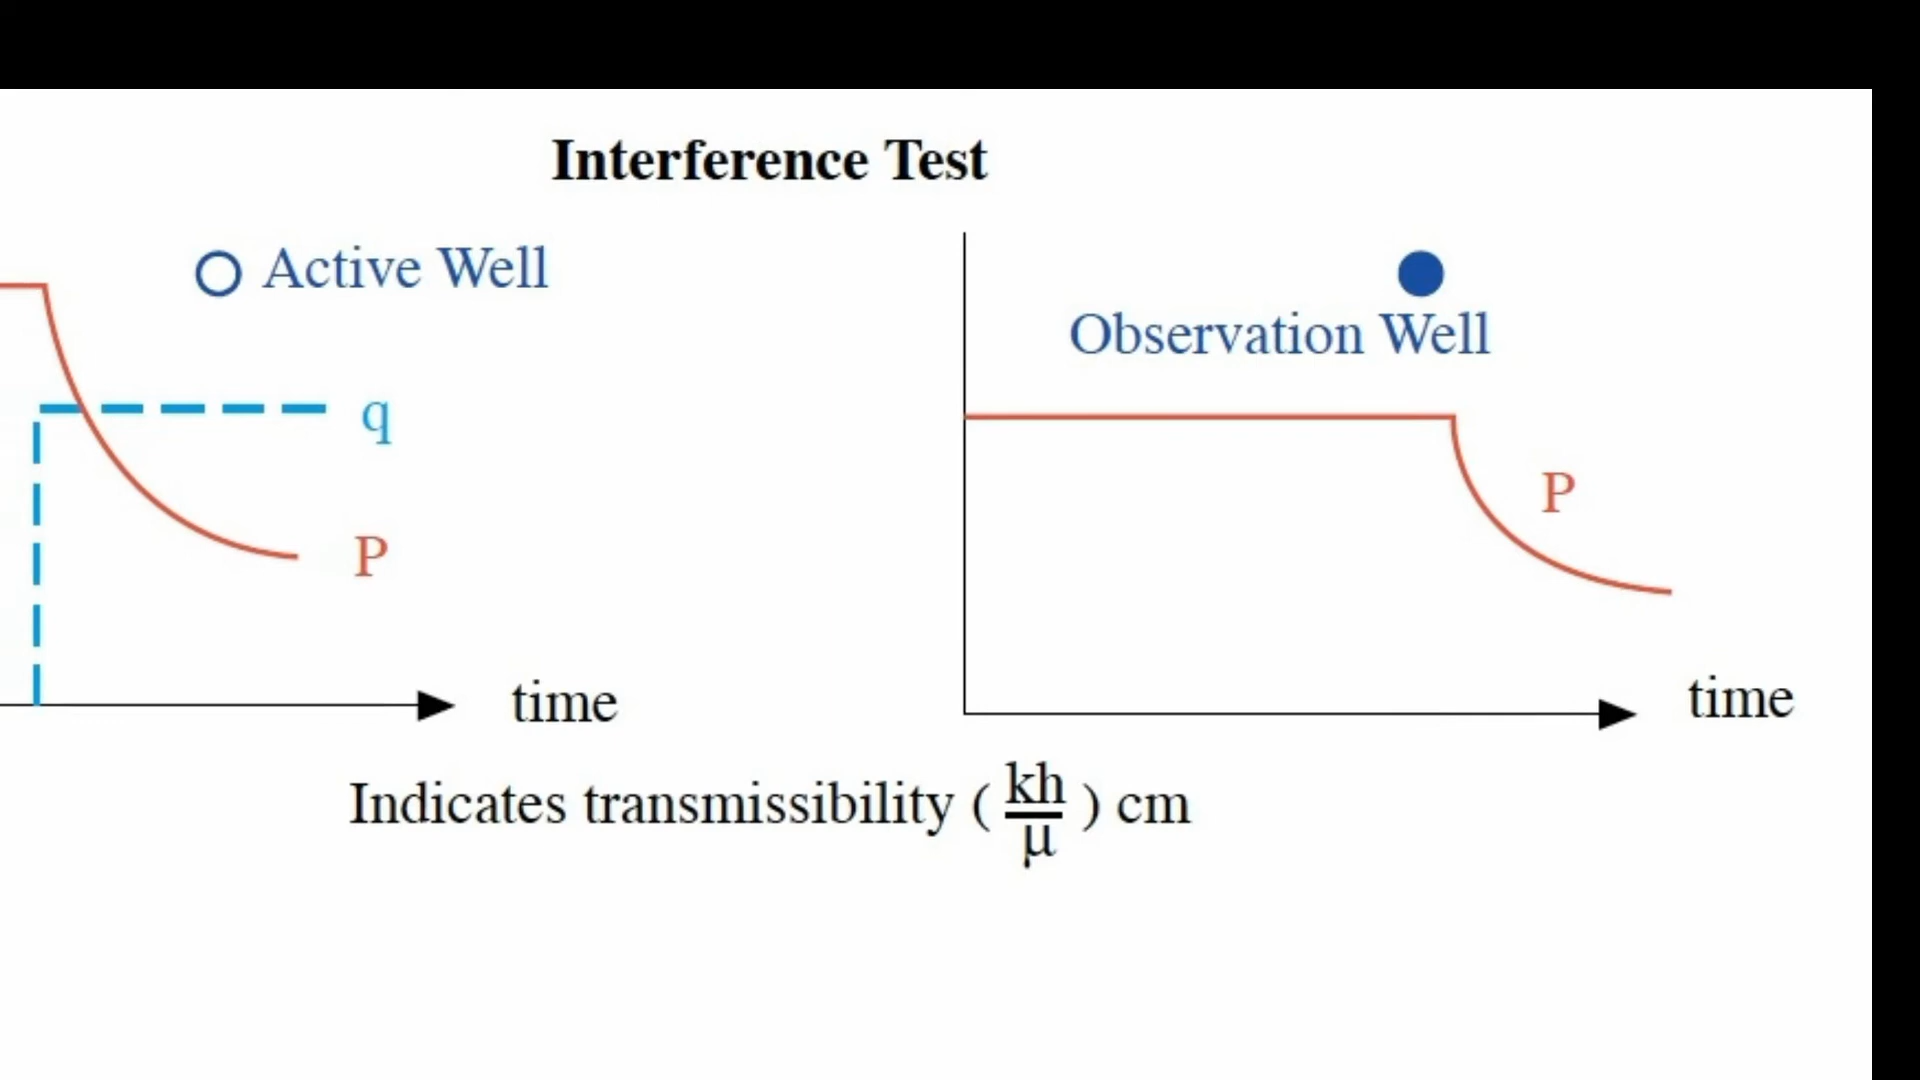 Interference Test
Active Well
q
P
time
Observation Well
P
time
Indicates transmissibility ( kh / μ ) cm